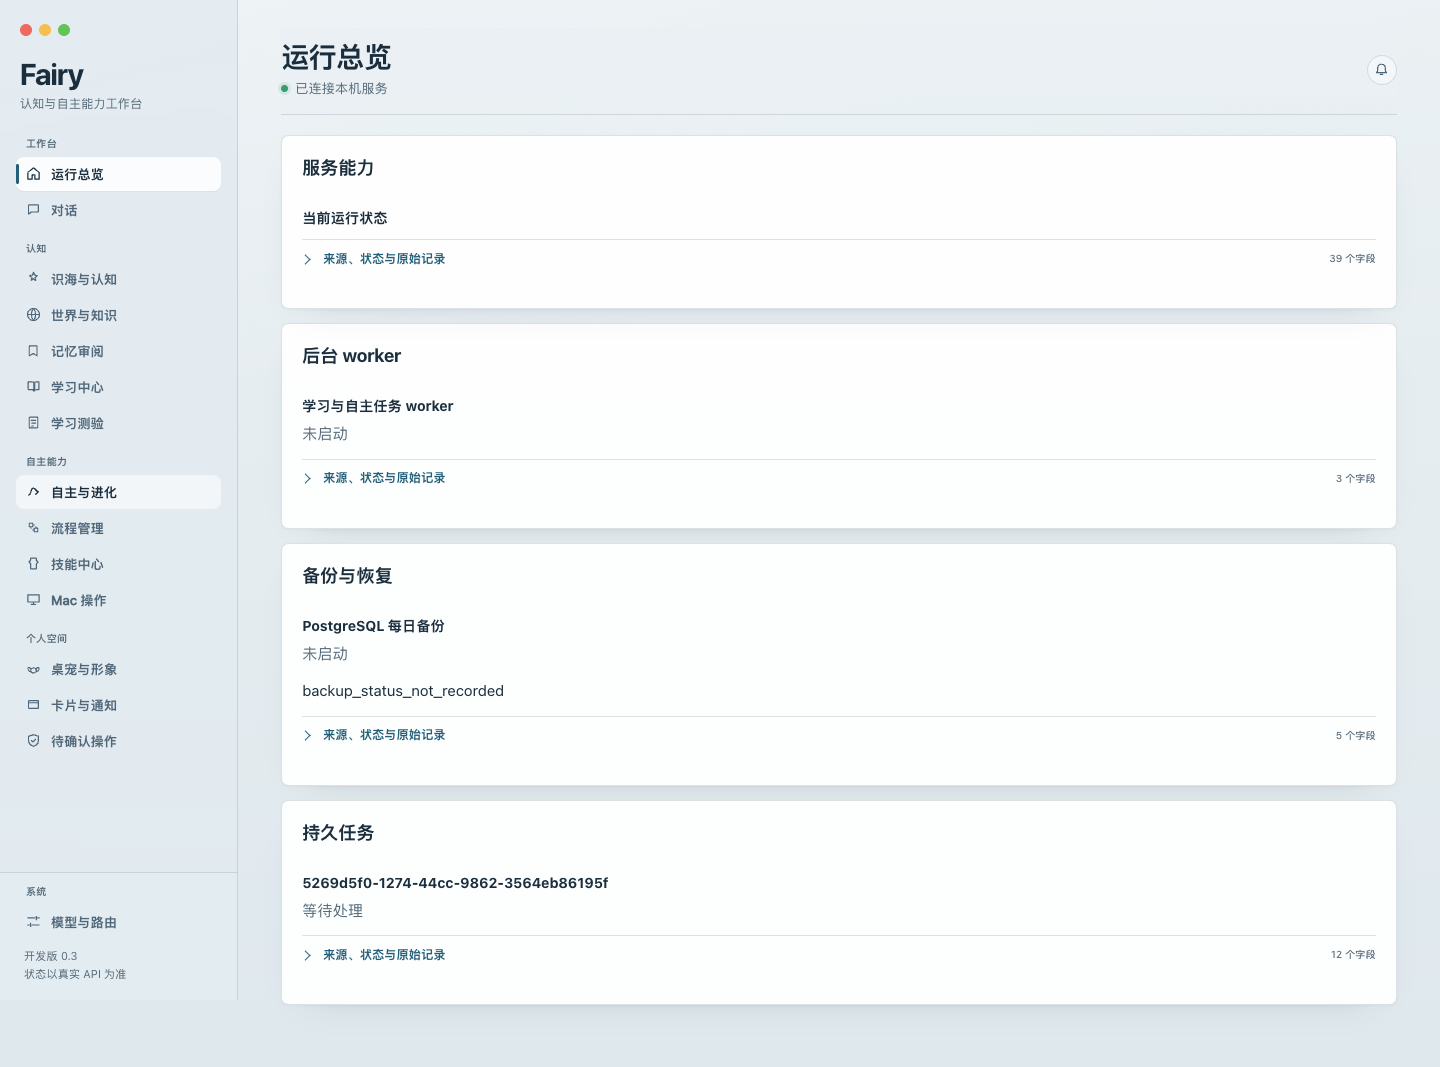 Fairy
认知与自主能力工作台
工作台
运行总览
对话
认知
识海与认知
世界与知识
记忆审阅
学习中心
学习测验
自主能力
自主与进化
流程管理
技能中心
Mac 操作
个人空间
桌宠与形象
卡片与通知
待确认操作
系统
模型与路由
开发版 0.3
状态以真实 API 为准
运行总览
已连接本机服务
服务能力
当前运行状态
来源、状态与原始记录
39 个字段
后台 worker
学习与自主任务 worker
未启动
来源、状态与原始记录
3 个字段
备份与恢复
PostgreSQL 每日备份
未启动
backup_status_not_recorded
来源、状态与原始记录
5 个字段
持久任务
5269d5f0-1274-44cc-9862-3564eb86195f
等待处理
来源、状态与原始记录
12 个字段